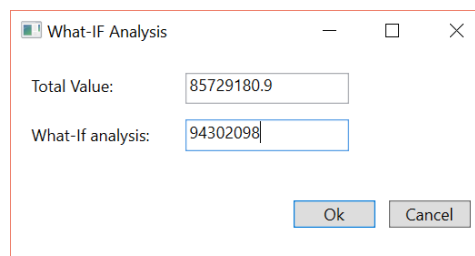 What-IF Analysis
Total Value: 85729180.9
What-If analysis: 94302098
Ok Cancel